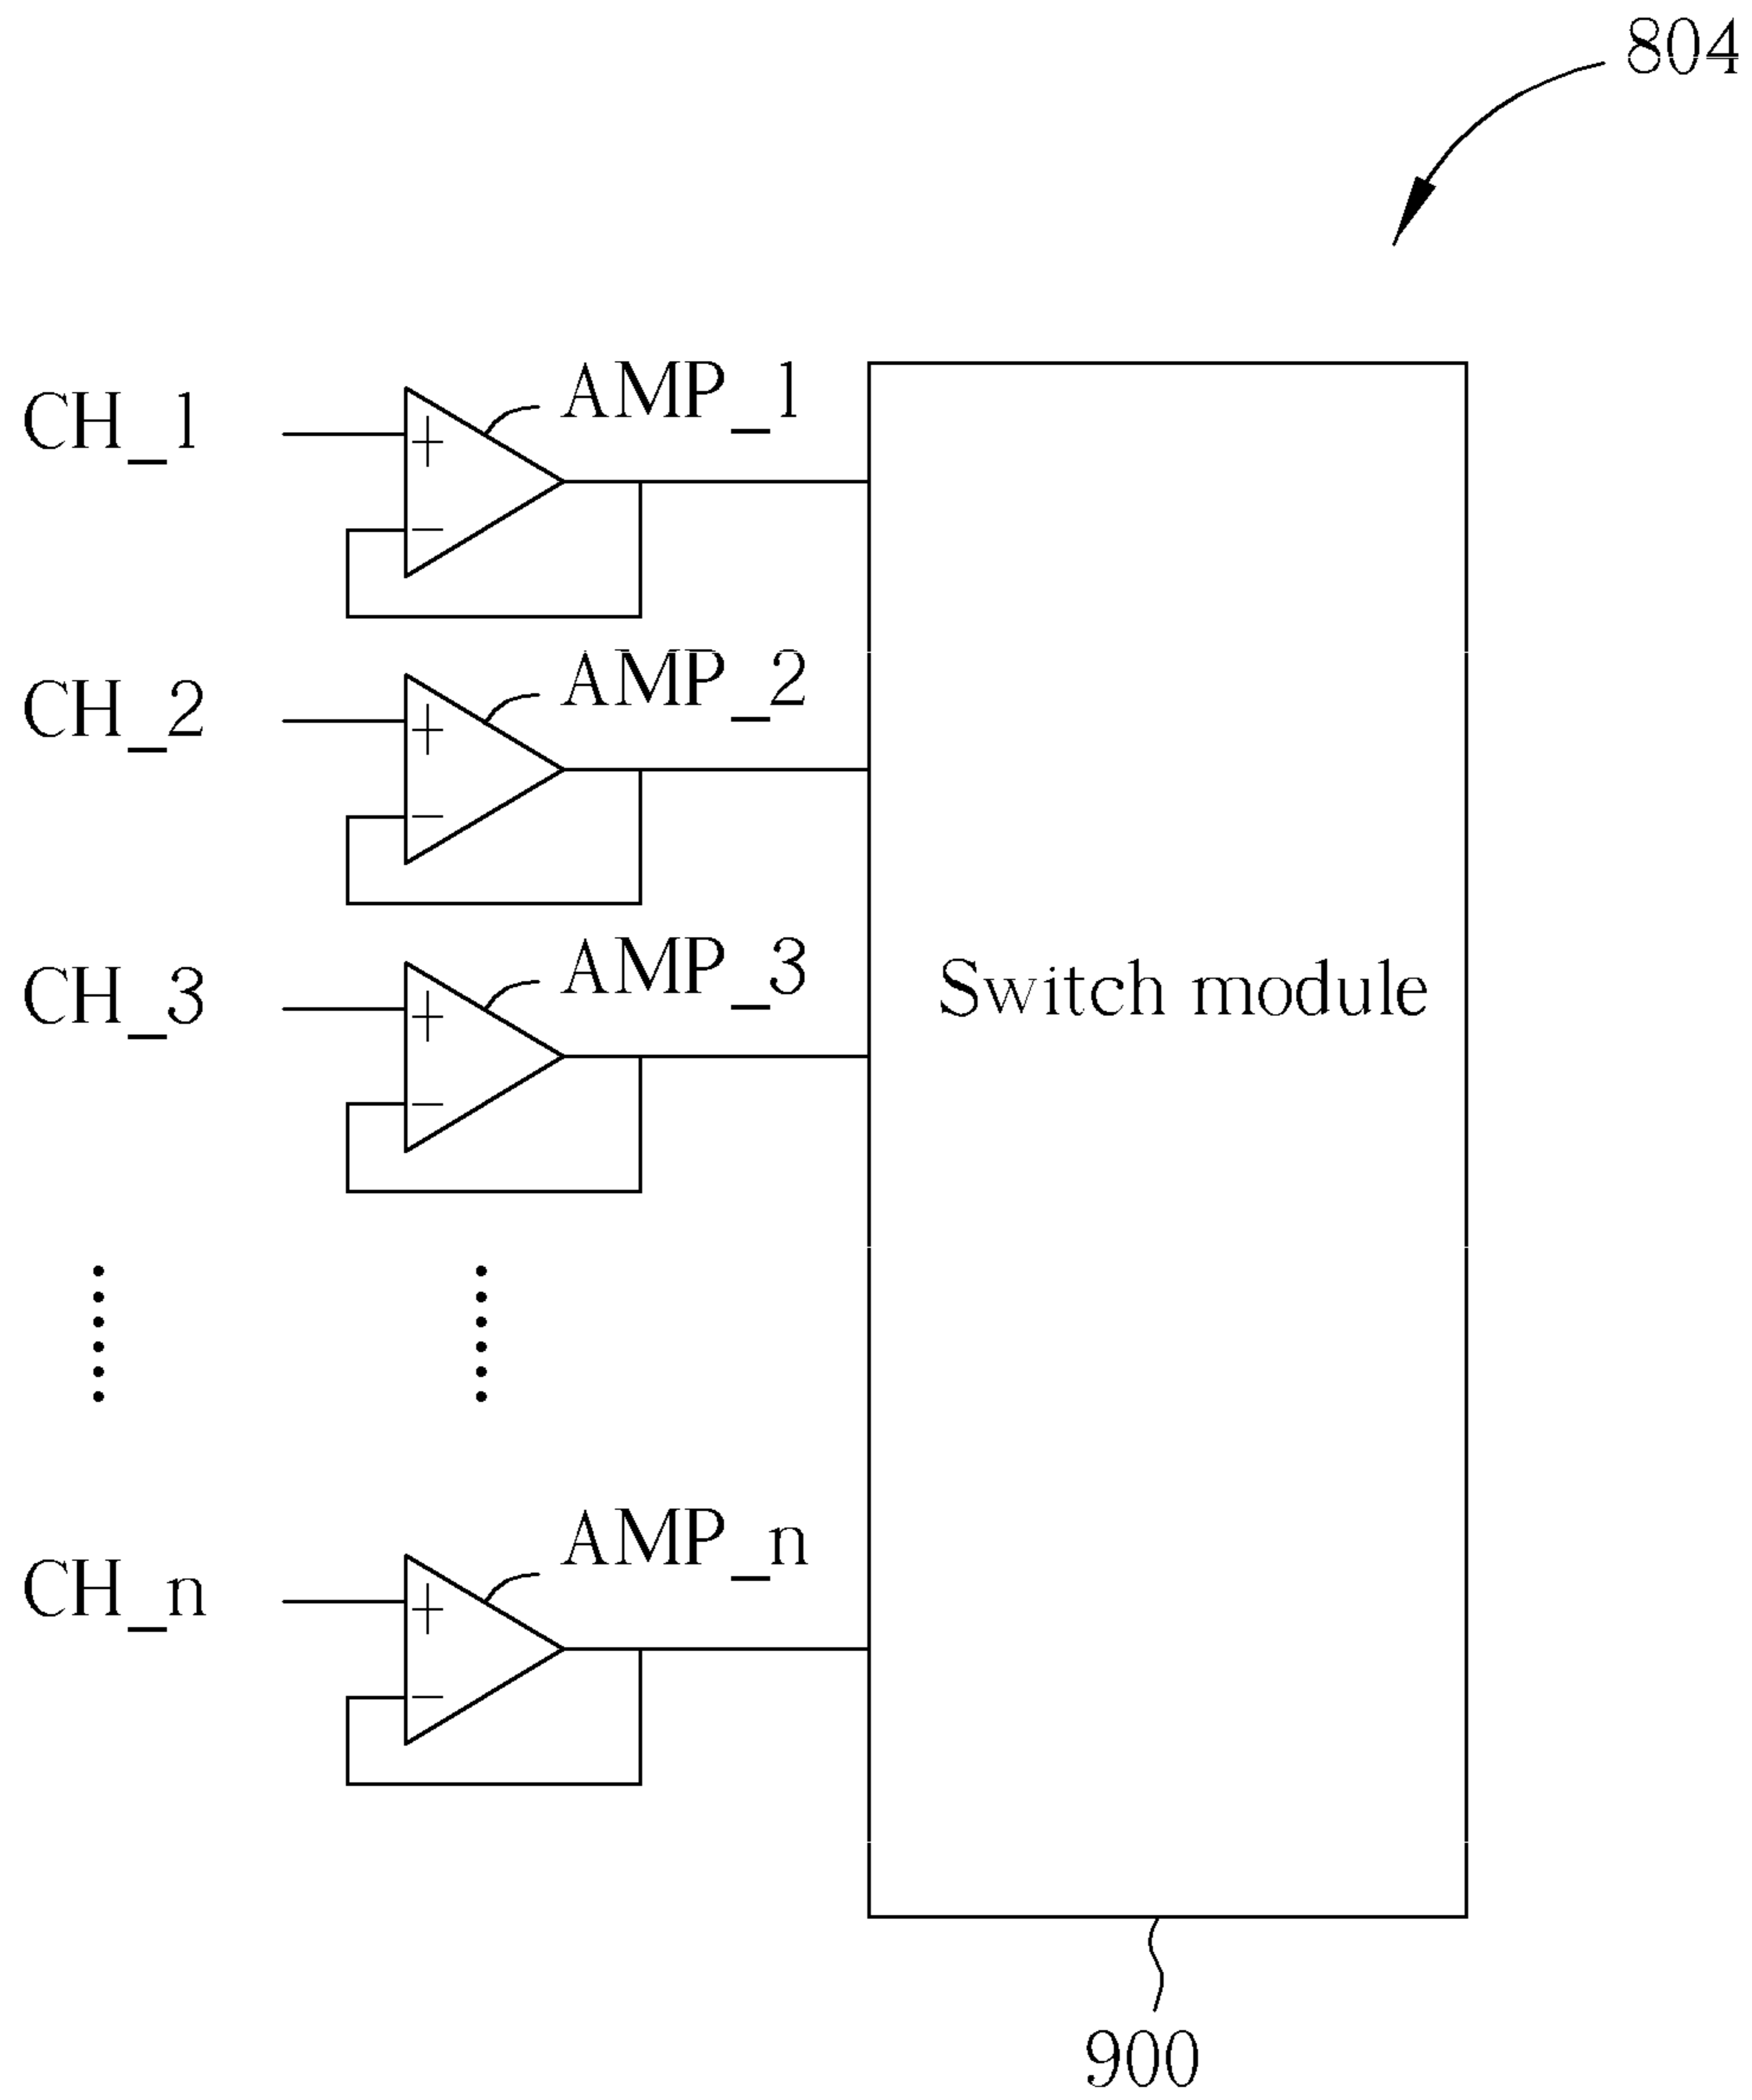 804
CH_1
AMP_1
CH_2
AMP_2
CH_3
AMP_3
Switch module
CH_n
AMP_n
900